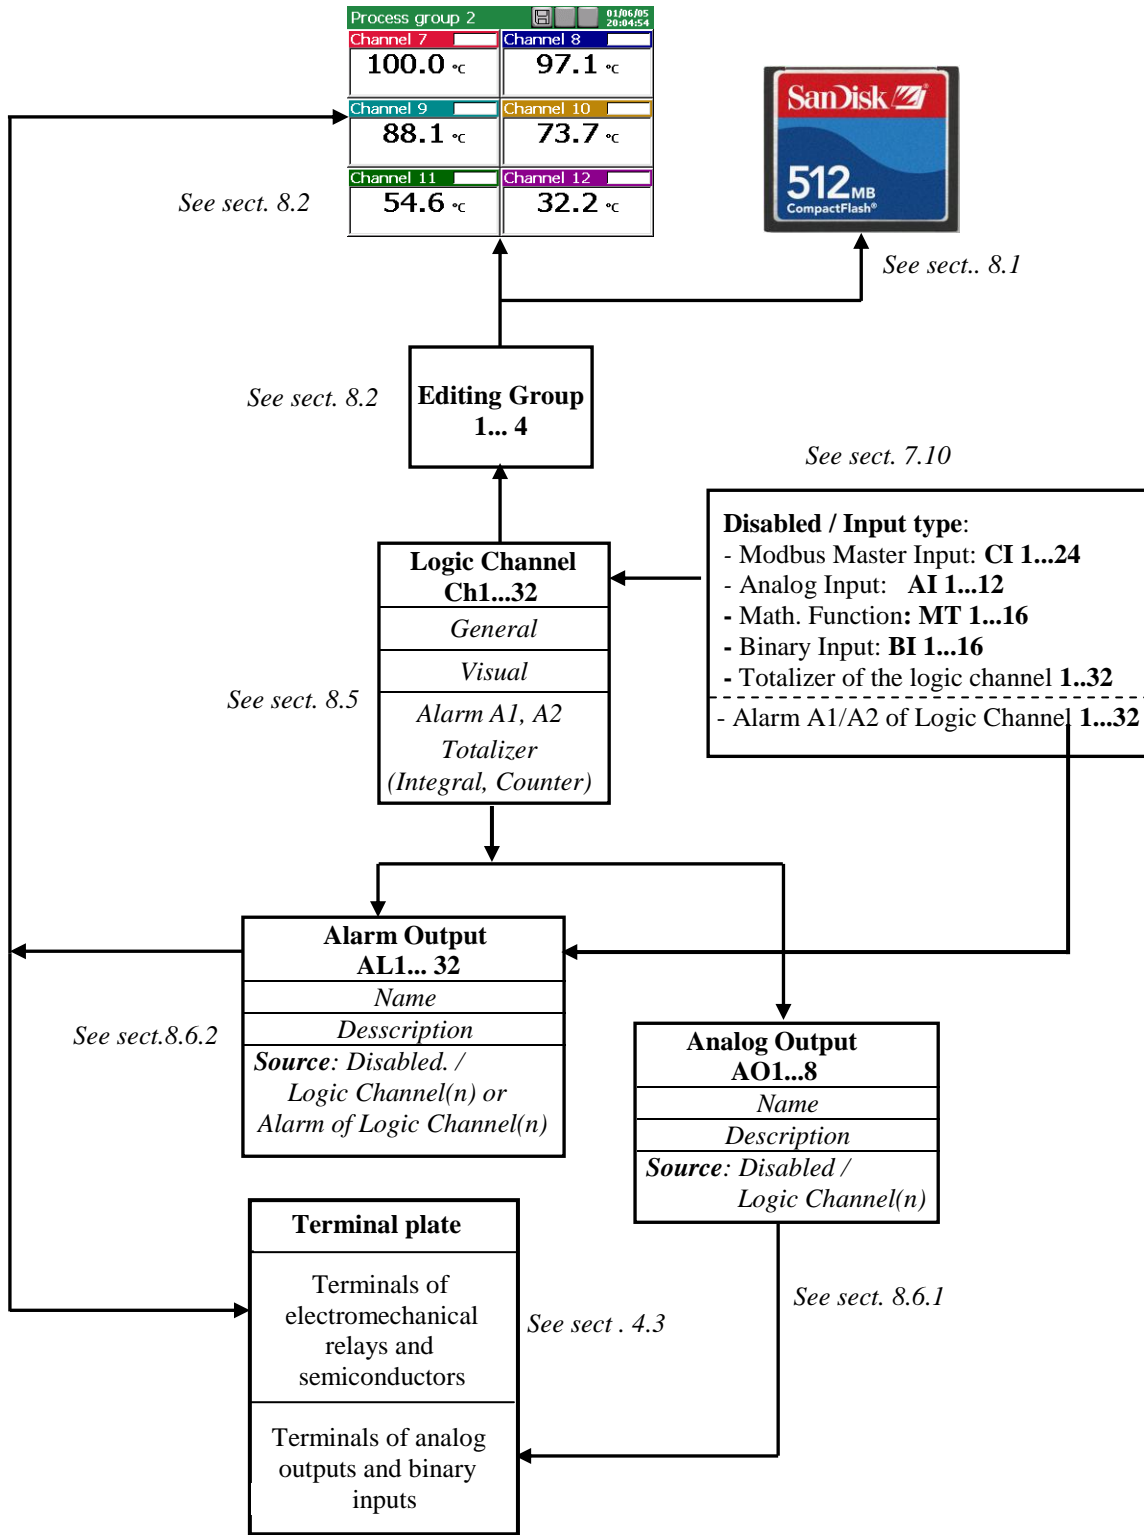 Process group 2
01/06/05
20:04:54
Channel 7
Channel 8
100.0 °C
97.1 °C
Channel 9
Channel 10
88.1 °C
73.7 °C
Channel 11
Channel 12
54.6 °C
32.2 °C
SanDisk
512 MB
CompactFlash®
See sect. 8.2
See sect.. 8.1
See sect. 8.2
Editing Group
1... 4
See sect. 7.10
Disabled / Input type:
- Modbus Master Input: CI 1...24
- Analog Input: AI 1...12
- Math. Function: MT 1...16
- Binary Input: BI 1...16
- Totalizer of the logic channel 1..32
- Alarm A1/A2 of Logic Channel 1...32
Logic Channel
Ch1...32
General
Visual
Alarm A1, A2
Totalizer
(Integral, Counter)
See sect. 8.5
Alarm Output
AL1... 32
Name
Desscription
Source: Disabled. /
Logic Channel(n) or
Alarm of Logic Channel(n)
See sect.8.6.2
Analog Output
AO1...8
Name
Description
Source: Disabled /
Logic Channel(n)
See sect. 8.6.1
Terminal plate
Terminals of
electromechanical
relays and
semiconductors
See sect . 4.3
Terminals of analog
outputs and binary
inputs